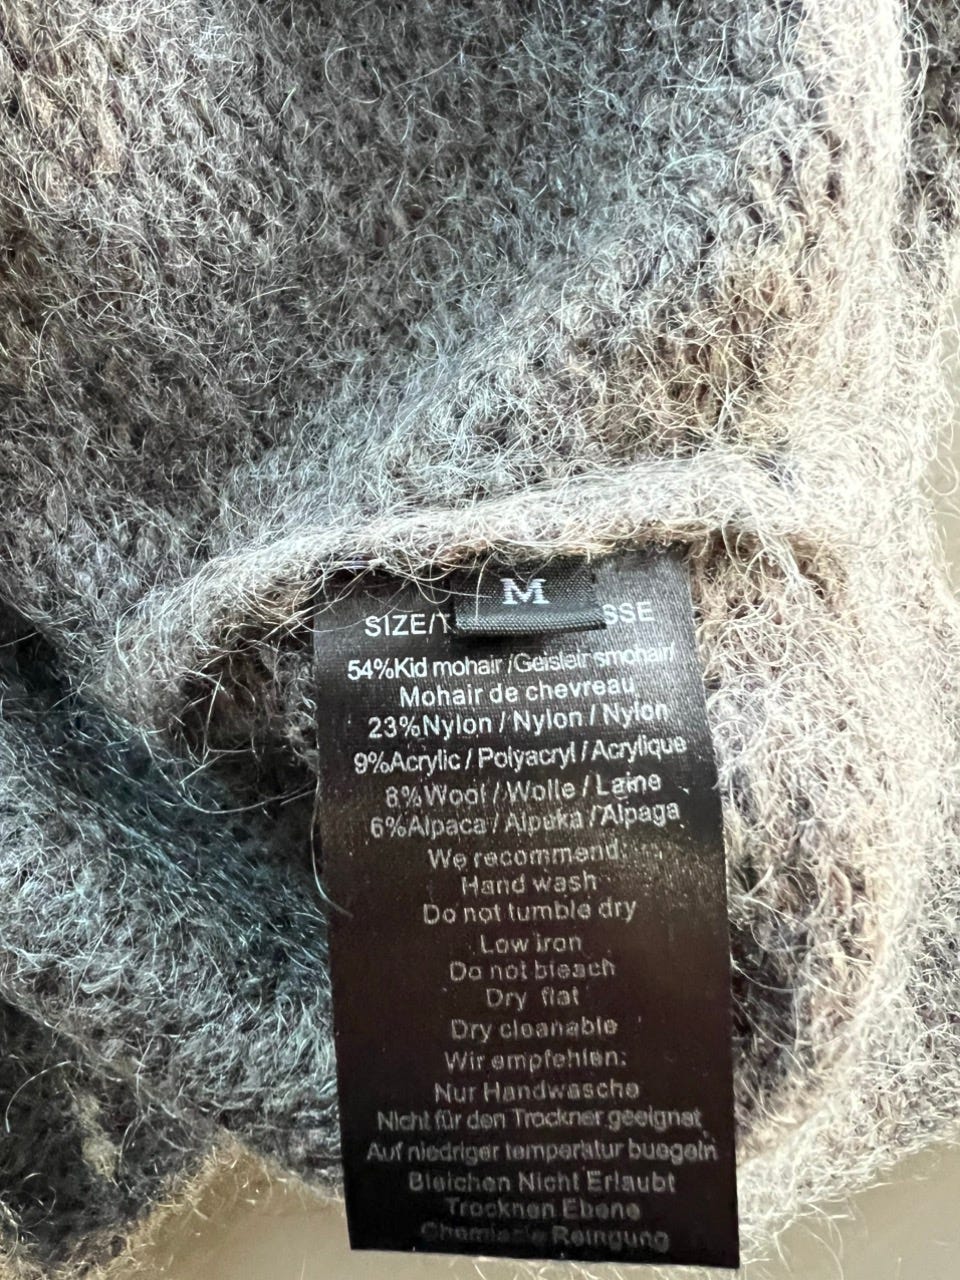 M
SIZE/T SSE
54%Kid mohair /Geisleir smohair/
Mohair de chevreau
23%Nylon / Nylon / Nylon
9%Acrylic / Polyacryl / Acrylique
8%Wool / Wolle / Laine
6%Alpaca / Alpaka / Alpaga
We recommend:
Hand wash
Do not tumble dry
Low iron
Do not bleach
Dry flat
Dry cleanable
Wir empfehlen:
Nur Handwasche
Nicht für den Trockner geeignet
Auf niedriger temperatur buegeln
Bleichen Nicht Erlaubt
Trocknen Ebene
Chemische Reingung